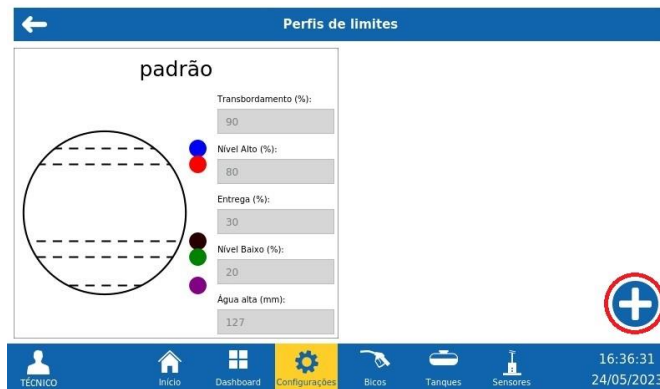 Perfis de limites
padrão
Transbordamento (%):
90
Nível Alto (%):
80
Entrega (%):
30
Nível Baixo (%):
20
Água alta (mm):
127
TÉCNICO
Início
Dashboard
Configurações
Bicos
Tanques
Sensores
16:36:31
24/05/2023